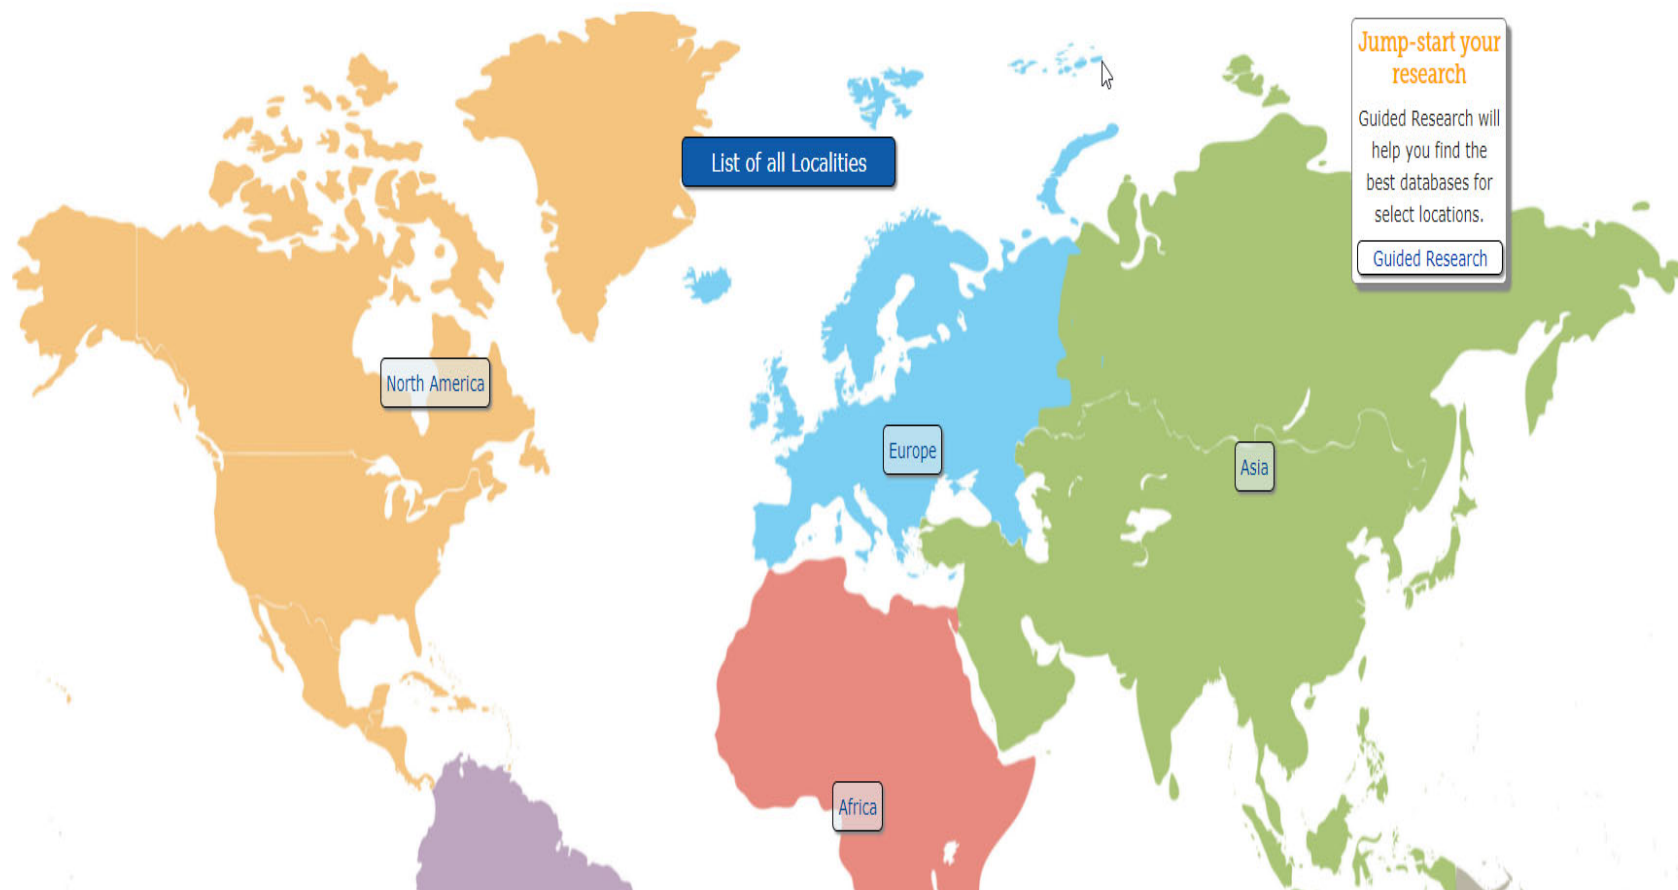 Jump-start your
research
Guided Research will
help you find the
best databases for
select locations.
Guided Research
List of all Localities
North America
Europe
Asia
Africa